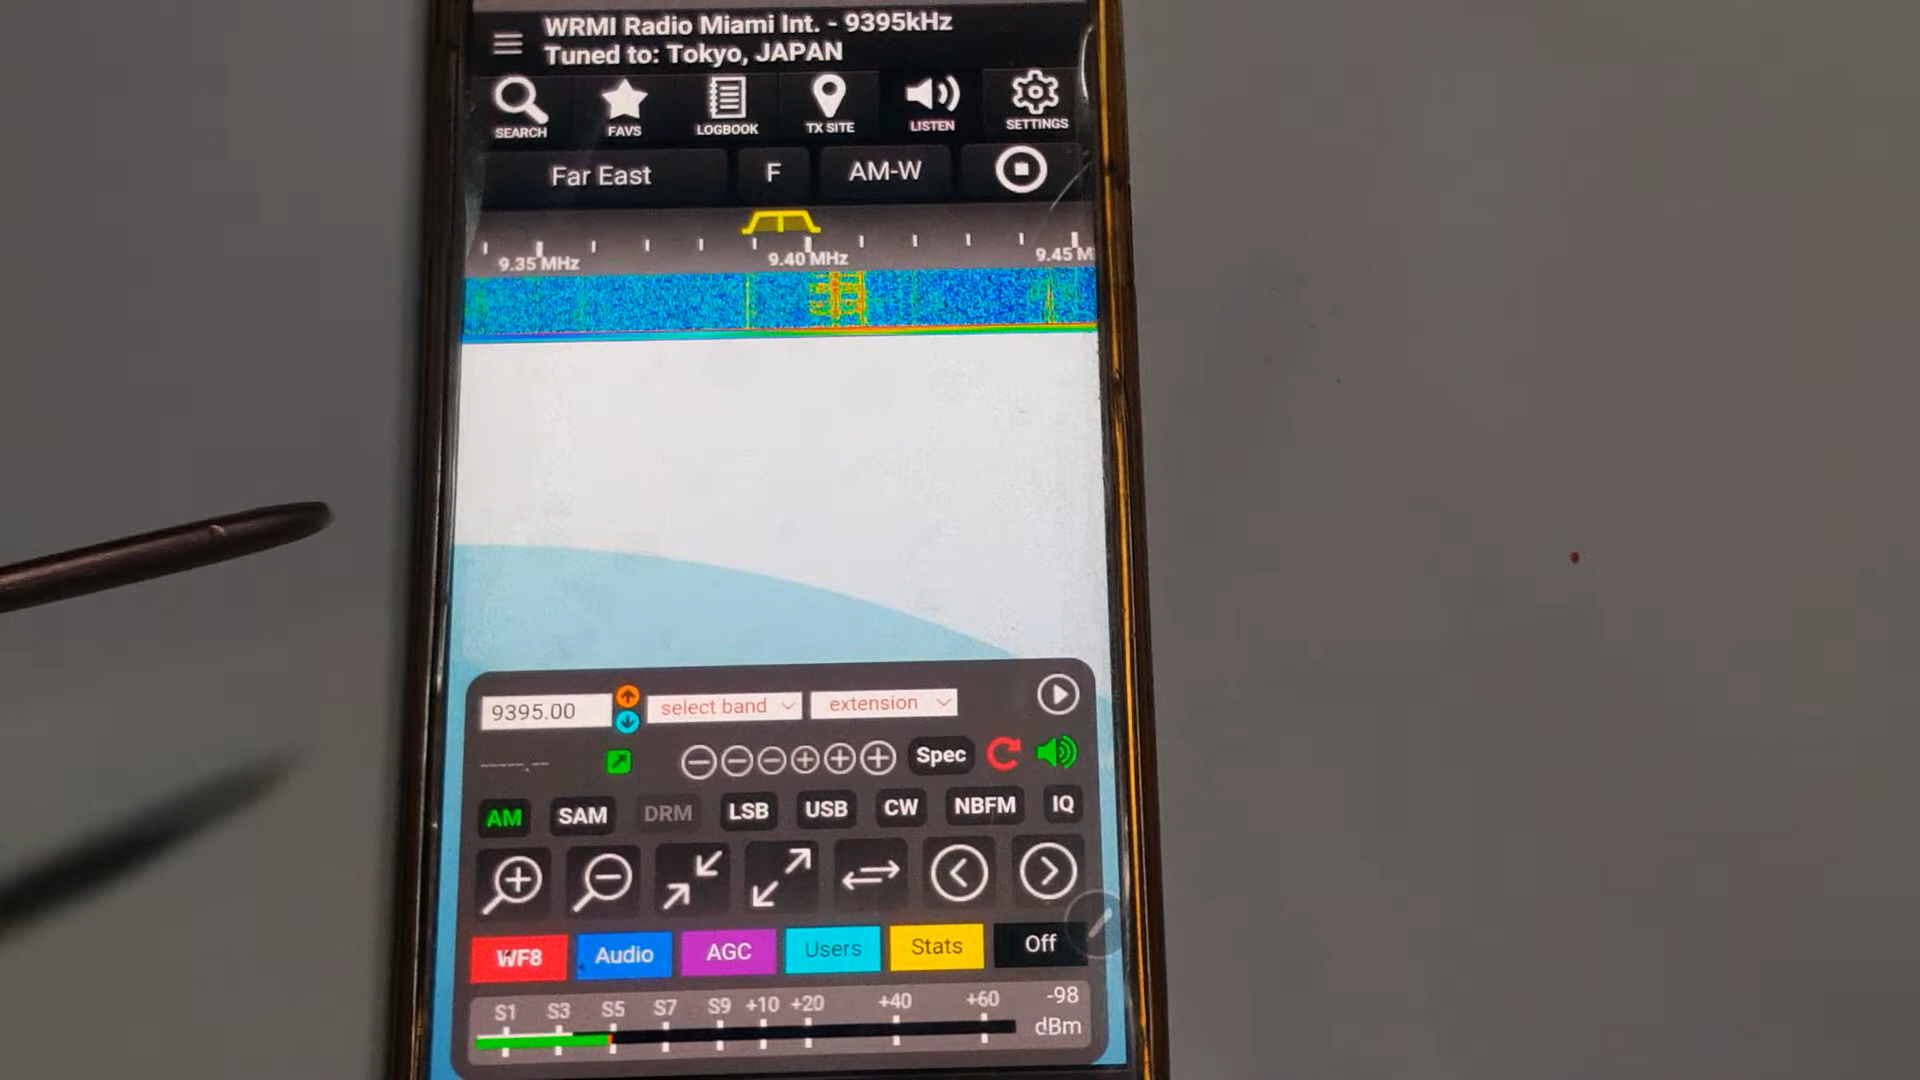 WRMI Radio Miami Int. - 9395kHz
Tuned to: Tokyo, JAPAN
SEARCH FAVS LOGBOOK TX SITE LISTEN SETTINGS
Far East F AM-W
9.35 MHz 9.40 MHz 9.45 M
9395.00 select band extension
-----.-- Spec
AM SAM DRM LSB USB CW NBFM IQ
WF8 Audio AGC Users Stats Off
S1 S3 S5 S7 S9 +10 +20 +40 +60 -98
dBm